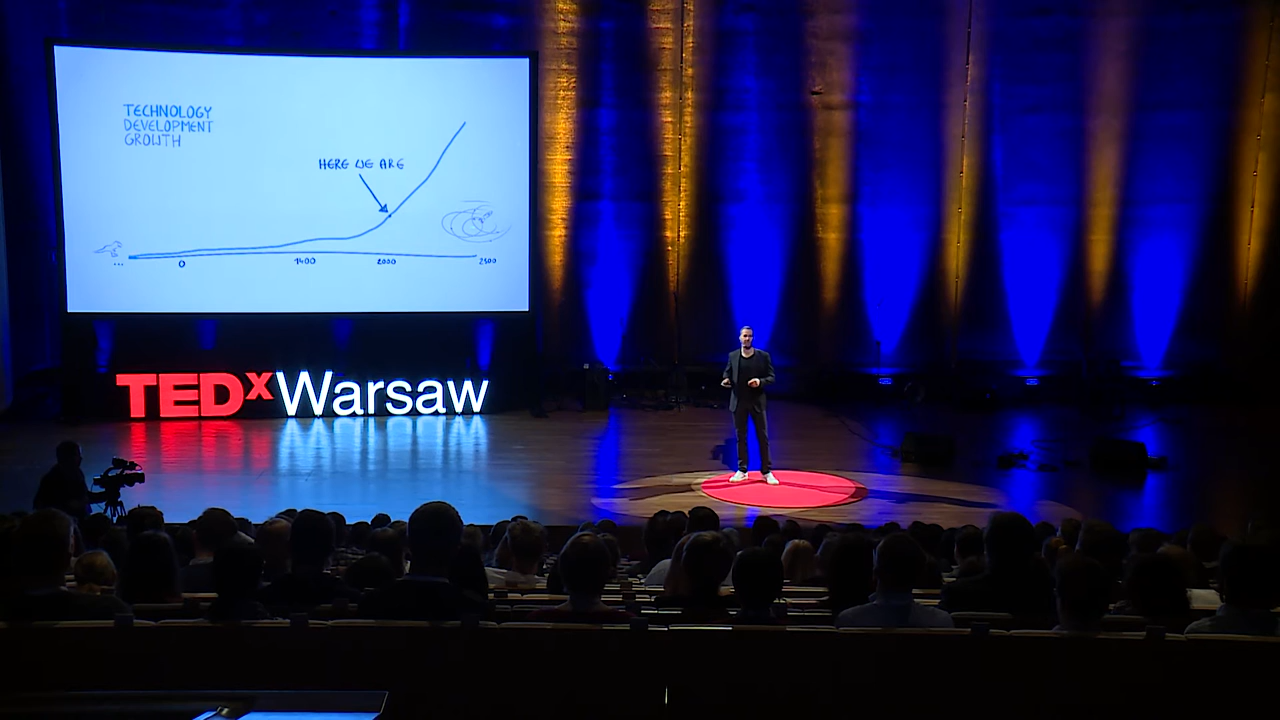 TECHNOLOGY
DEVELOPMENT
GROWTH
HERE WE ARE
... 0 1400 2000 2500
TEDxWarsaw